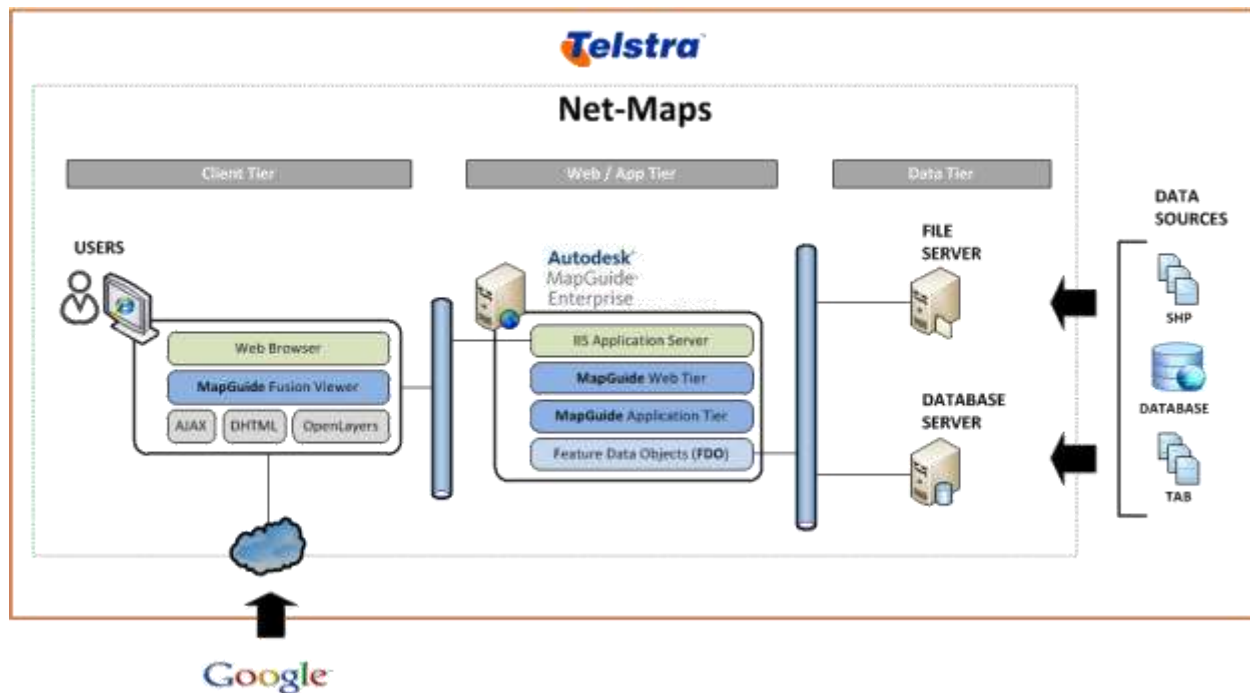 Telstra
Net-Maps
Client Tier
Web / App Tier
Data Tier
DATA
SOURCES
USERS
Autodesk
MapGuide
Enterprise
FILE
SERVER
SHP
Web Browser
IIS Application Server
MapGuide Fusion Viewer
MapGuide Web Tier
AJAX
DHTML
OpenLayers
MapGuide Application Tier
Feature Data Objects (FDO)
DATABASE
SERVER
DATABASE
TAB
Google